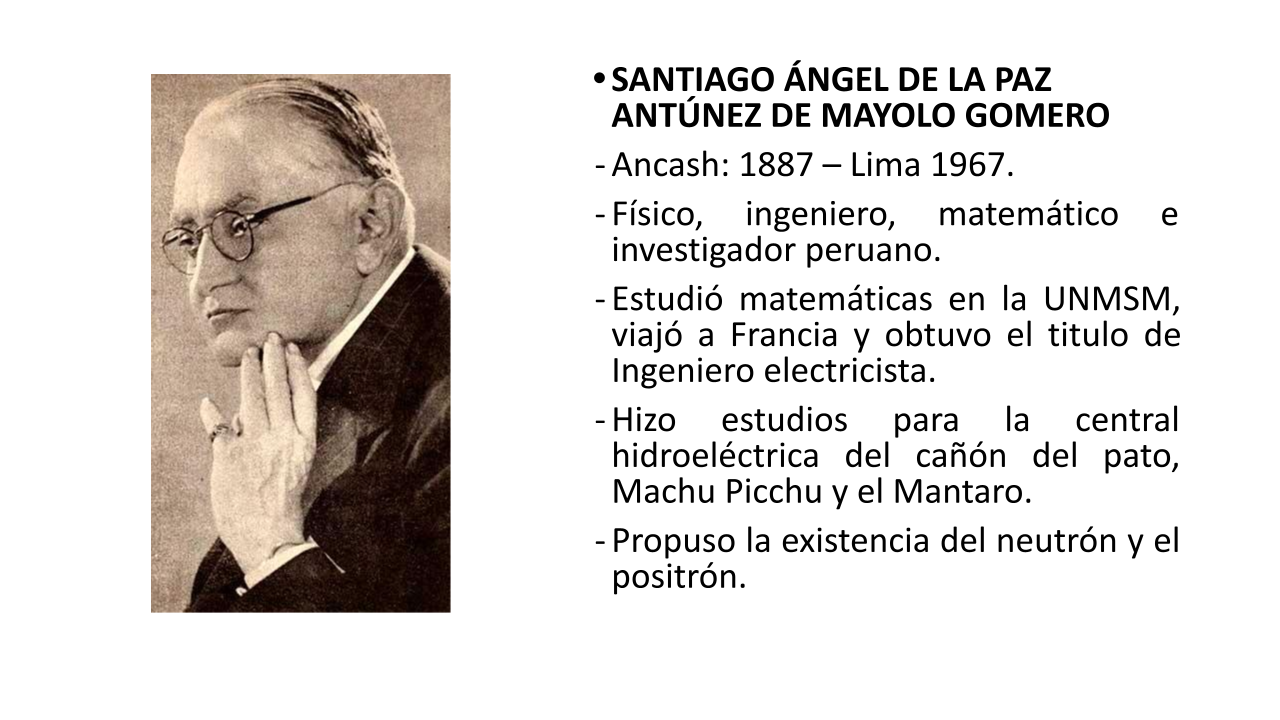 • SANTIAGO ÁNGEL DE LA PAZ
ANTÚNEZ DE MAYOLO GOMERO
- Ancash: 1887 – Lima 1967.
- Físico, ingeniero, matemático e
investigador peruano.
- Estudió matemáticas en la UNMSM,
viajó a Francia y obtuvo el titulo de
Ingeniero electricista.
- Hizo estudios para la central
hidroeléctrica del cañón del pato,
Machu Picchu y el Mantaro.
- Propuso la existencia del neutrón y el
positrón.